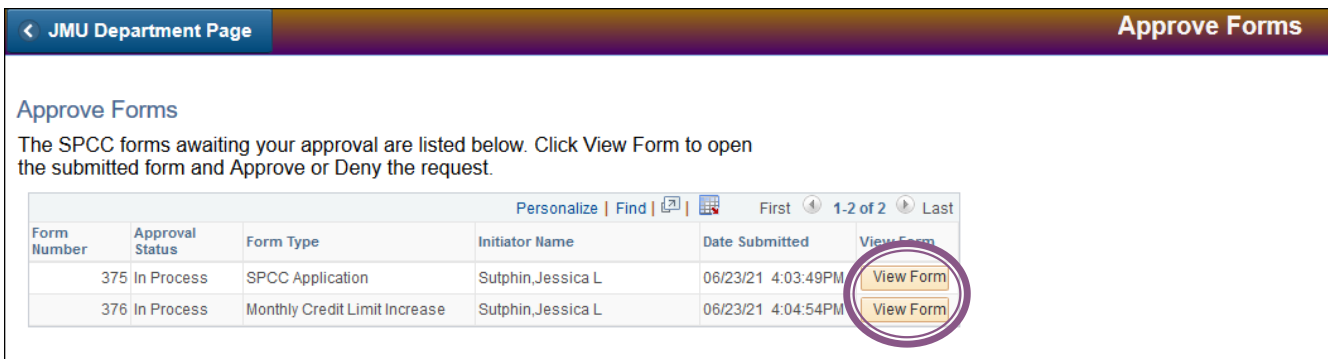 JMU Department Page
Approve Forms
Approve Forms
The SPCC forms awaiting your approval are listed below. Click View Form to open
the submitted form and Approve or Deny the request.
Personalize | Find | | First 1-2 of 2 Last
Form Number Approval Status Form Type Initiator Name Date Submitted View Form
375 In Process SPCC Application Sutphin,Jessica L 06/23/21 4:03:49PM View Form
376 In Process Monthly Credit Limit Increase Sutphin,Jessica L 06/23/21 4:04:54PM View Form